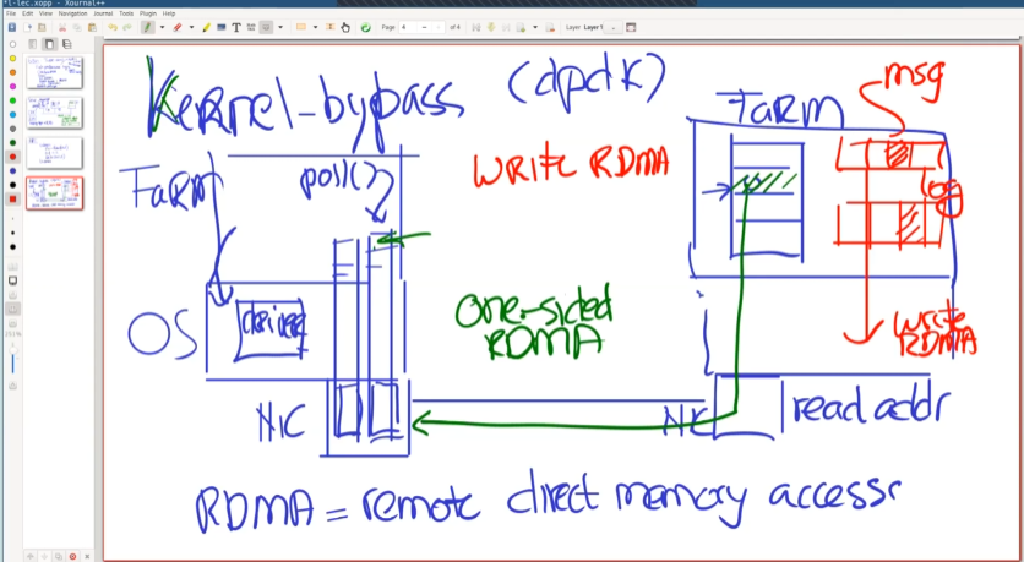 *l-lec.xopp - Xournal++
File Edit View Navigation Journal Tools Plugin Help
Page 4 of 4 Layer Layer 1
Kernel-bypass (dpdk)
FaRM
poll()
OS
NIC
WRite RDMA
one-sided
RDMA
FaRM
msg
log
write
RDMA
NIC
read addr
RDMA = remote direct memory access